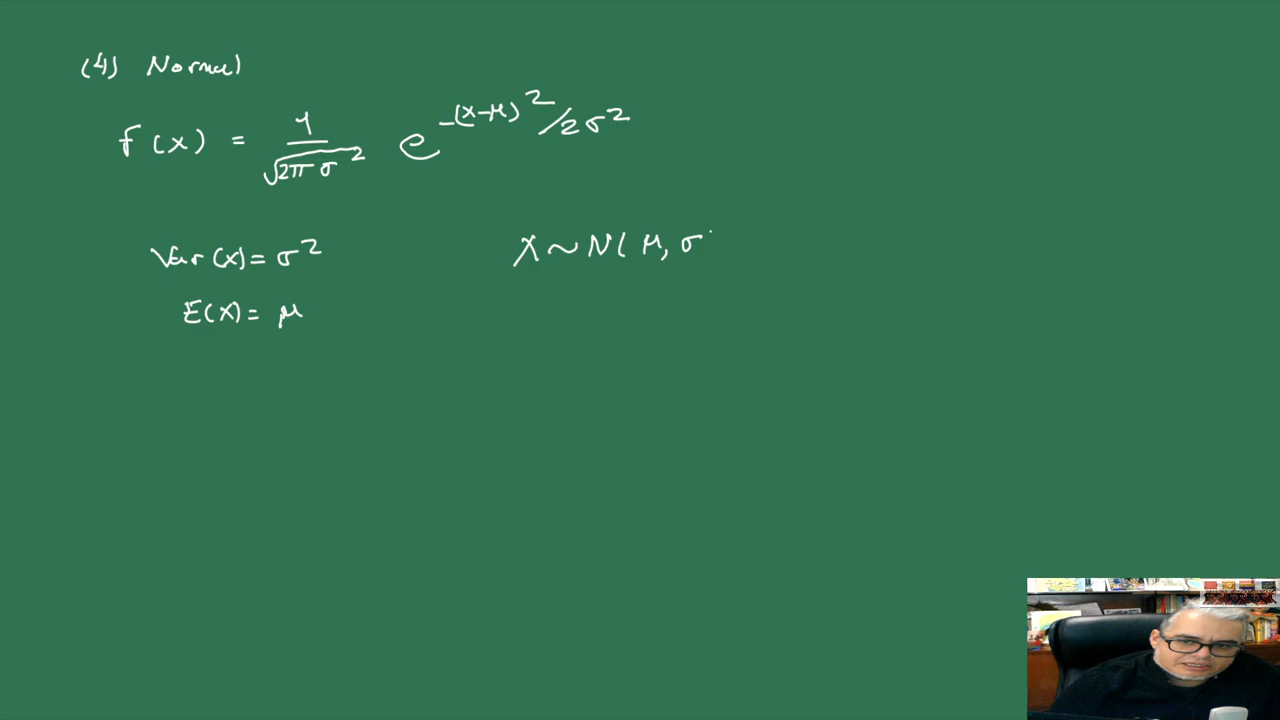 (4) Normal
f(x) = 1/√2πσ² e^-(x-μ)²/2σ²
Var(x) = σ²
X ~ N( μ, σ
E(X) = μ